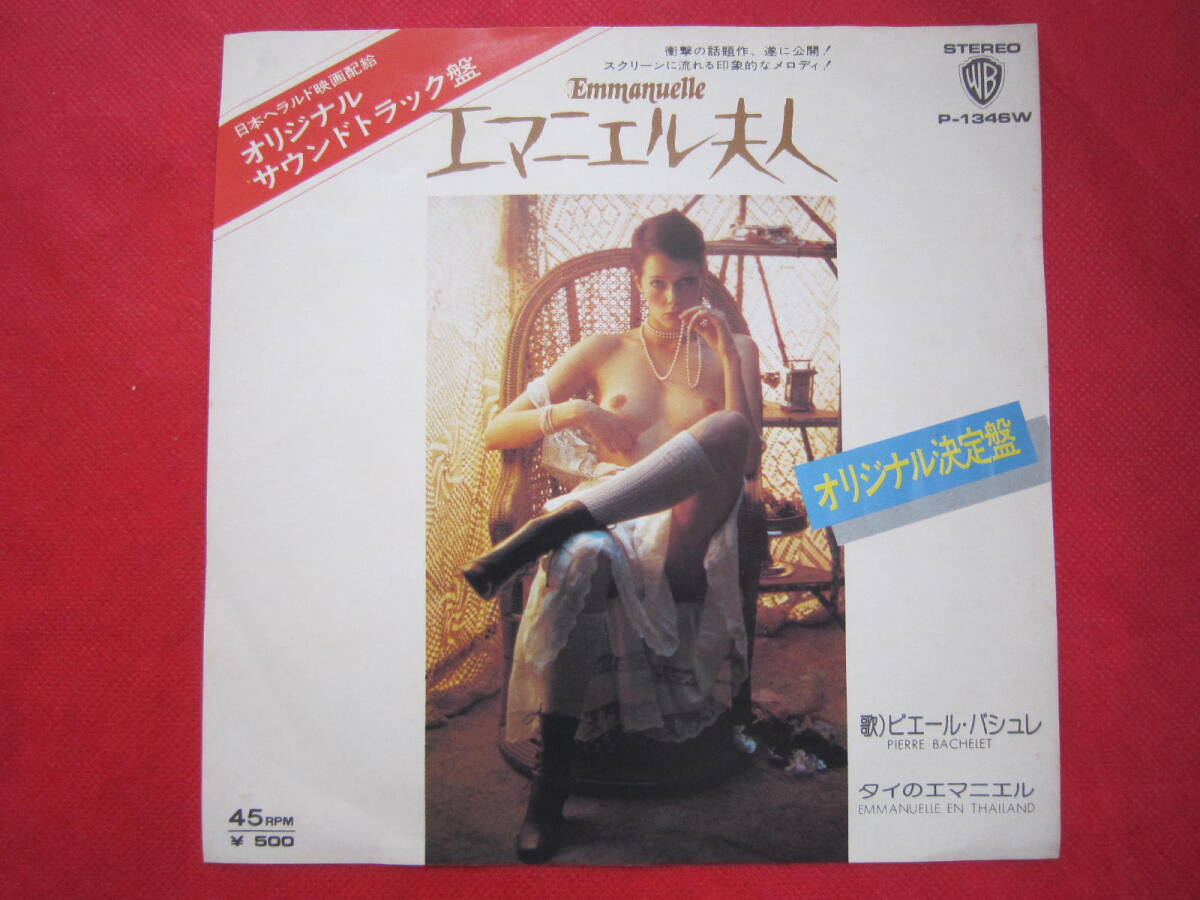 日本ヘラルド映画配給
オリジナル
サウンドトラック盤
衝撃の話題作、遂に公開!
スクリーンに流れる印象的なメロディ!
Emmanuelle
エマニエル夫人
STEREO
WB
P-1346W
オリジナル決定盤
歌)ピエール・バシュレ
PIERRE BACHELET
タイのエマニエル
EMMANUELLE EN THAILAND
45RPM
¥ 500